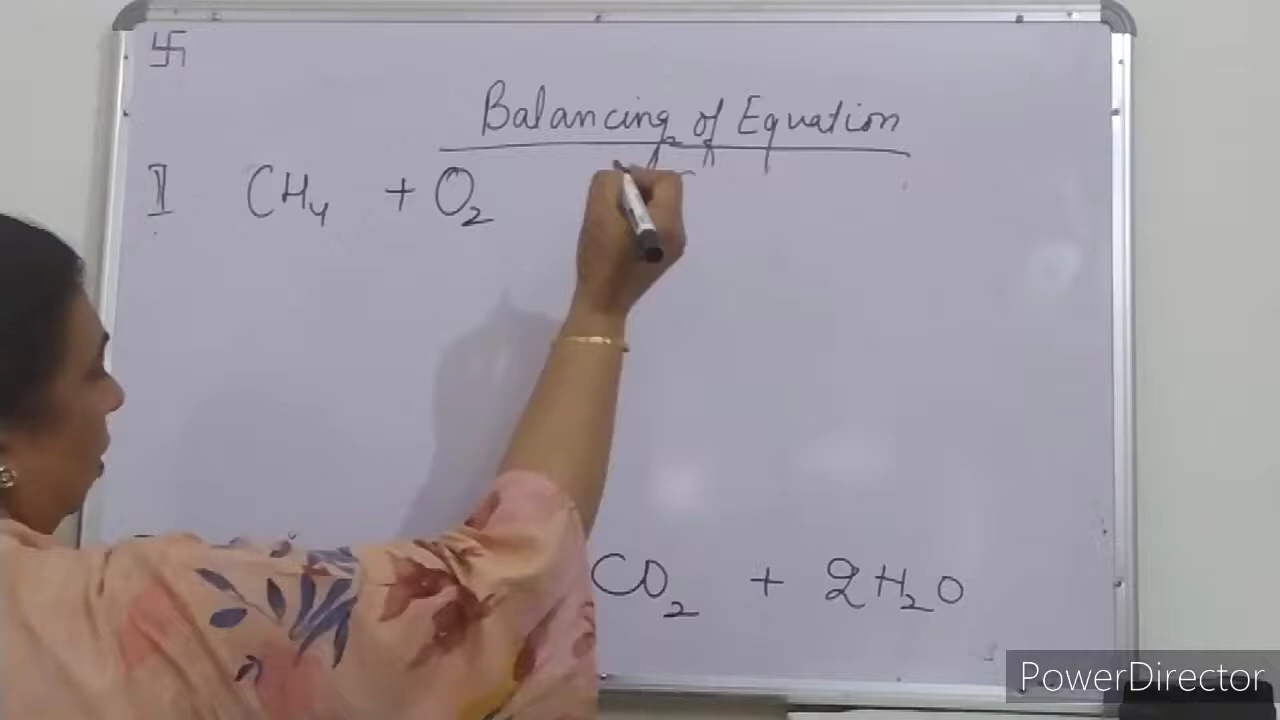 卐
Balancing of Equation
I CH₄ + O₂
CO₂ + 2H₂O
PowerDirector